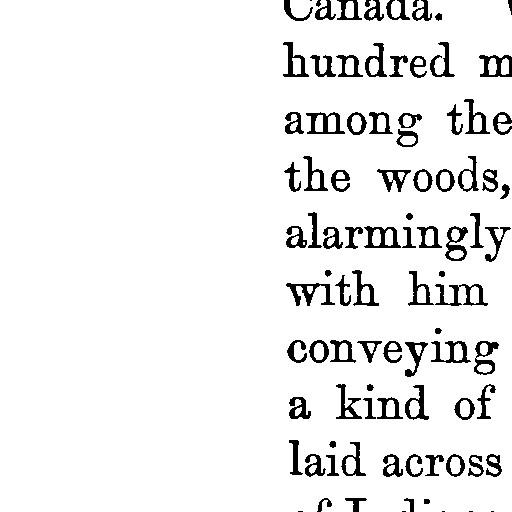 Canada.
hundred m
among the
the woods,
alarmingly
with him
conveying
a kind of
laid across